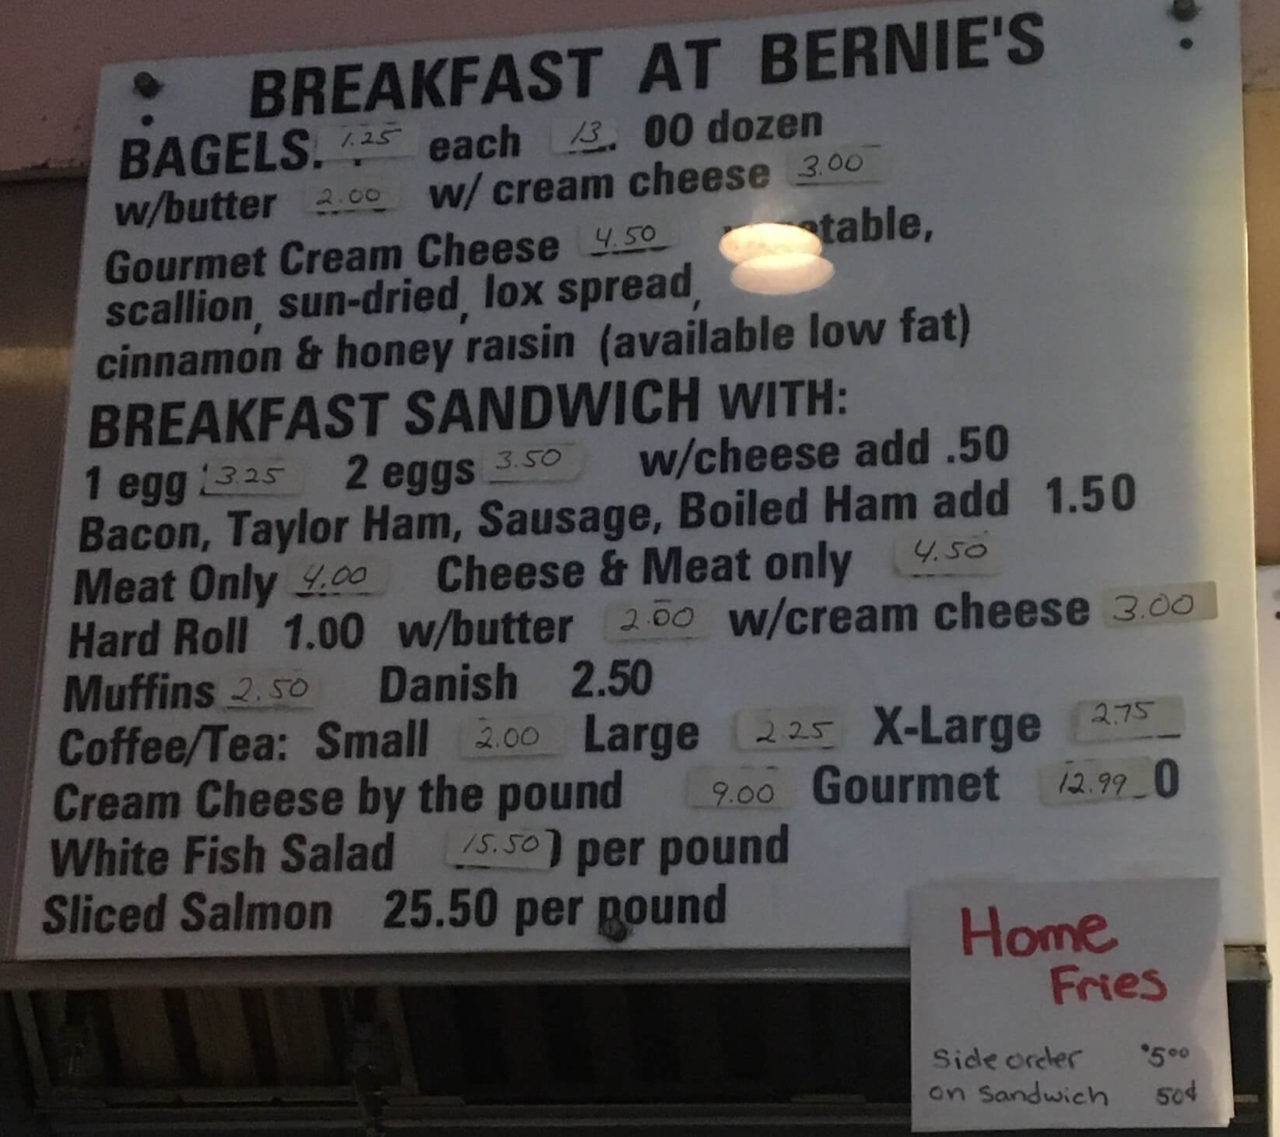 BREAKFAST AT BERNIE'S
BAGELS. 1.25 each 13. 00 dozen
w/butter 2.00 w/ cream cheese 3.00
Gourmet Cream Cheese 4.50 vegetable,
scallion, sun-dried, lox spread,
cinnamon & honey raisin (available low fat)
BREAKFAST SANDWICH WITH:
1 egg 3.25 2 eggs 3.50 w/cheese add .50
Bacon, Taylor Ham, Sausage, Boiled Ham add 1.50
Meat Only 4.00 Cheese & Meat only 4.50
Hard Roll 1.00 w/butter 2.00 w/cream cheese 3.00
Muffins 2.50 Danish 2.50
Coffee/Tea: Small 2.00 Large 2.25 X-Large 2.75
Cream Cheese by the pound 9.00 Gourmet 12.99 0
White Fish Salad 15.50 per pound
Sliced Salmon 25.50 per pound
Home
Fries
Side order $5⁰⁰
on sandwich 50¢